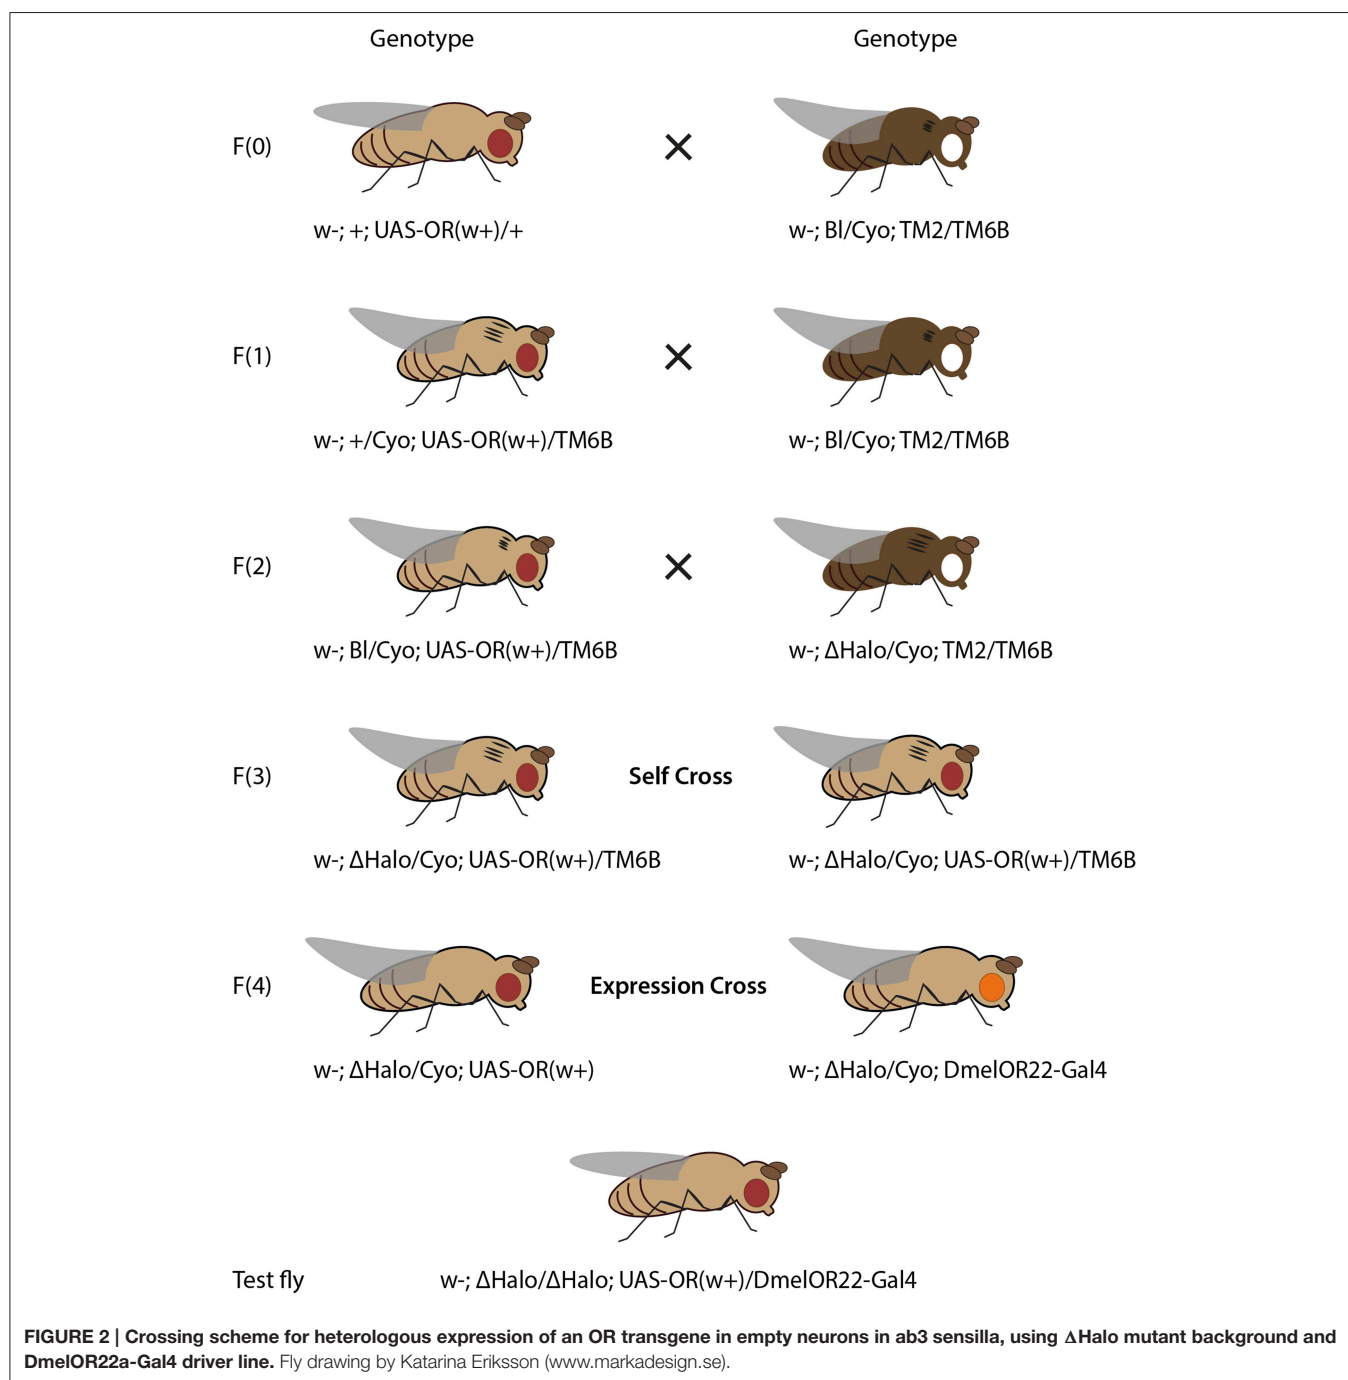 Genotype Genotype
F(0) ×
w-; +; UAS-OR(w+)/+ w-; Bl/Cyo; TM2/TM6B
F(1) ×
w-; +/Cyo; UAS-OR(w+)/TM6B w-; Bl/Cyo; TM2/TM6B
F(2) ×
w-; Bl/Cyo; UAS-OR(w+)/TM6B w-; ΔHalo/Cyo; TM2/TM6B
F(3) Self Cross
w-; ΔHalo/Cyo; UAS-OR(w+)/TM6B w-; ΔHalo/Cyo; UAS-OR(w+)/TM6B
F(4) Expression Cross
w-; ΔHalo/Cyo; UAS-OR(w+) w-; ΔHalo/Cyo; DmelOR22-Gal4
Test fly w-; ΔHalo/ΔHalo; UAS-OR(w+)/DmelOR22-Gal4
FIGURE 2 | Crossing scheme for heterologous expression of an OR transgene in empty neurons in ab3 sensilla, using ΔHalo mutant background and
DmelOR22a-Gal4 driver line. Fly drawing by Katarina Eriksson (www.markadesign.se).